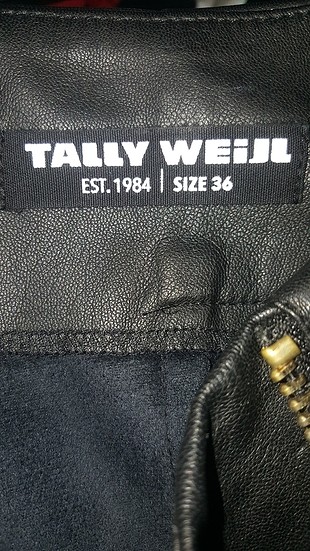 TALLY WEiJL
EST. 1984 | SIZE 36